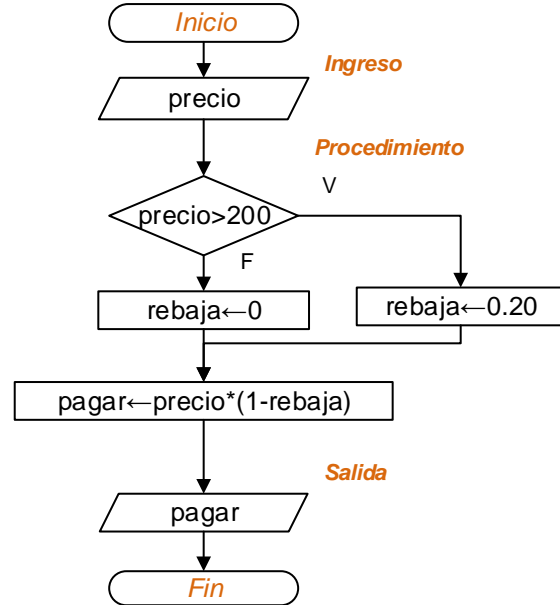 Inicio
Ingreso
precio
Procedimiento
V
precio>200
F
rebaja←0
rebaja←0.20
pagar←precio*(1-rebaja)
Salida
pagar
Fin